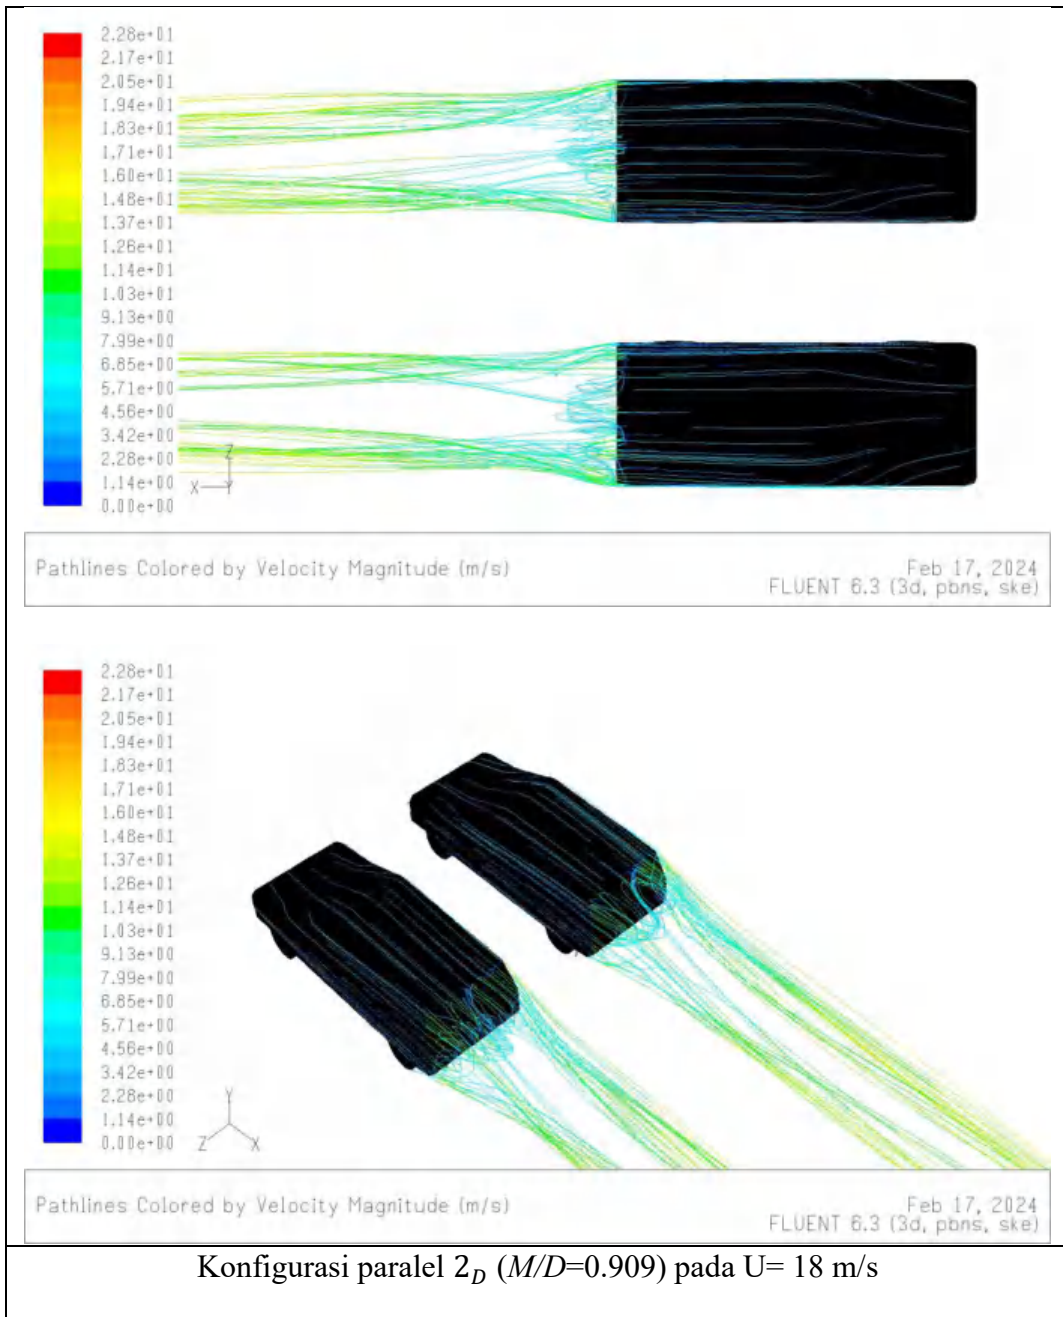 2.28e+01
2.17e+01
2.05e+01
1.94e+01
1.83e+01
1.71e+01
1.60e+01
1.48e+01
1.37e+01
1.26e+01
1.14e+01
1.03e+01
9.13e+00
7.99e+00
6.85e+00
5.71e+00
4.56e+00
3.42e+00
2.28e+00
1.14e+00
0.00e+00
Z
X Y
Pathlines Colored by Velocity Magnitude (m/s)
Feb 17, 2024
FLUENT 6.3 (3d, pbns, ske)
2.28e+01
2.17e+01
2.05e+01
1.94e+01
1.83e+01
1.71e+01
1.60e+01
1.48e+01
1.37e+01
1.26e+01
1.14e+01
1.03e+01
9.13e+00
7.99e+00
6.85e+00
5.71e+00
4.56e+00
3.42e+00
2.28e+00
1.14e+00
0.00e+00
Y
Z X
Pathlines Colored by Velocity Magnitude (m/s)
Feb 17, 2024
FLUENT 6.3 (3d, pbns, ske)
Konfigurasi paralel 2_D (M/D=0.909) pada U= 18 m/s